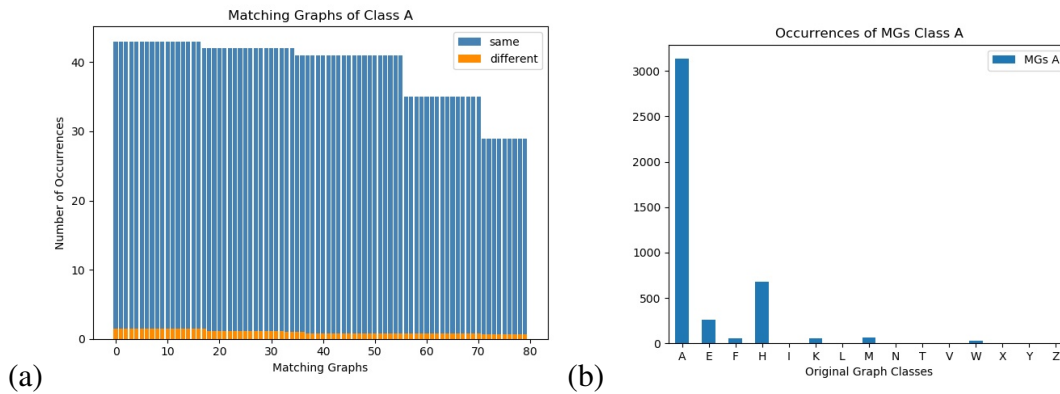 Matching Graphs of Class A
same
different
Number of Occurrences
40
30
20
10
0
0 10 20 30 40 50 60 70 80
Matching Graphs
(a)
Occurrences of MGs Class A
MGs A
3000
2500
2000
1500
1000
500
0
A E F H I K L M N T V W X Y Z
Original Graph Classes
(b)